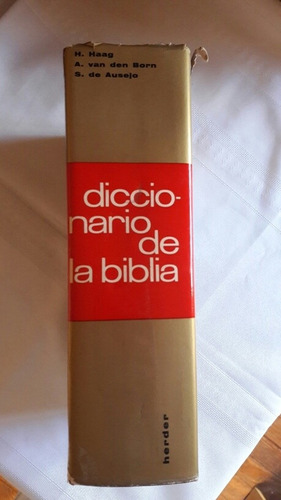 H. Haag
A. van den Born
S. de Ausejo
diccio-
nario
de
la biblia
herder